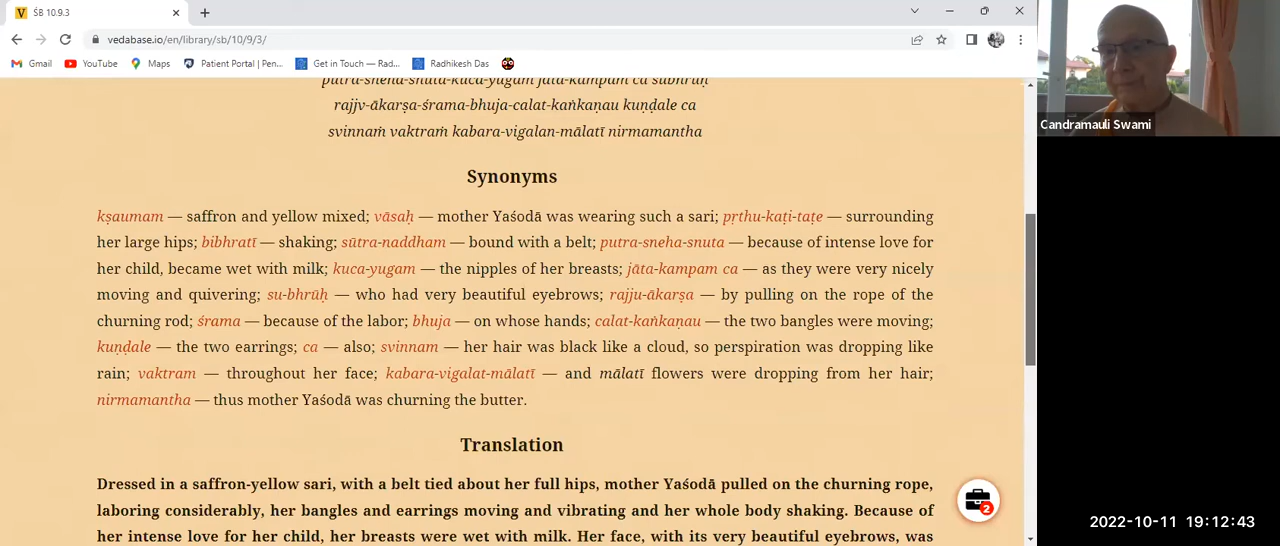 ŚB 10.9.3
vedabase.io/en/library/sb/10/9/3/
Gmail
YouTube
Maps
Patient Portal | Pen...
Get in Touch — Rad...
Radhikesh Das
putra-sneha-snuta-kuca-yugaṁ jāta-kampaṁ ca subhrūḥ
rajjv-ākarṣa-śrama-bhuja-calat-kaṅkaṇau kuṇḍale ca
svinnaṁ vaktraṁ kabara-vigalan-mālatī nirmamantha
Synonyms
kṣaumam — saffron and yellow mixed; vāsaḥ — mother Yaśodā was wearing such a sari; pṛthu-kaṭi-taṭe — surrounding
her large hips; bibhratī — shaking; sūtra-naddham — bound with a belt; putra-sneha-snuta — because of intense love for
her child, became wet with milk; kuca-yugam — the nipples of her breasts; jāta-kampam ca — as they were very nicely
moving and quivering; su-bhrūḥ — who had very beautiful eyebrows; rajju-ākarṣa — by pulling on the rope of the
churning rod; śrama — because of the labor; bhuja — on whose hands; calat-kaṅkaṇau — the two bangles were moving;
kuṇḍale — the two earrings; ca — also; svinnam — her hair was black like a cloud, so perspiration was dropping like
rain; vaktram — throughout her face; kabara-vigalat-mālatī — and mālatī flowers were dropping from her hair;
nirmamantha — thus mother Yaśodā was churning the butter.
Translation
Dressed in a saffron-yellow sari, with a belt tied about her full hips, mother Yaśodā pulled on the churning rope,
laboring considerably, her bangles and earrings moving and vibrating and her whole body shaking. Because of
her intense love for her child, her breasts were wet with milk. Her face, with its very beautiful eyebrows, was
2
Candramauli Swami
2022-10-11 19:12:43